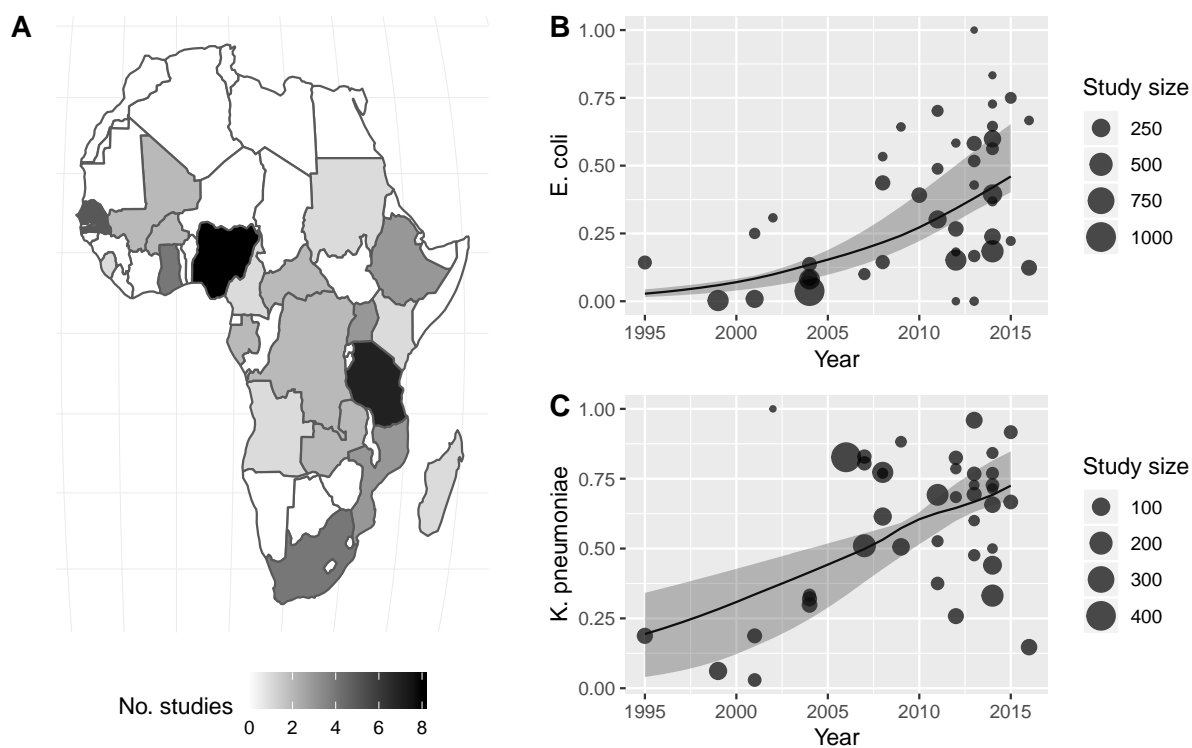 A
No. studies
0 2 4 6 8
B
E. coli
1.00
0.75
0.50
0.25
0.00
1995 2000 2005 2010 2015
Year
Study size
250
500
750
1000
C
K. pneumoniae
1.00
0.75
0.50
0.25
0.00
1995 2000 2005 2010 2015
Year
Study size
100
200
300
400